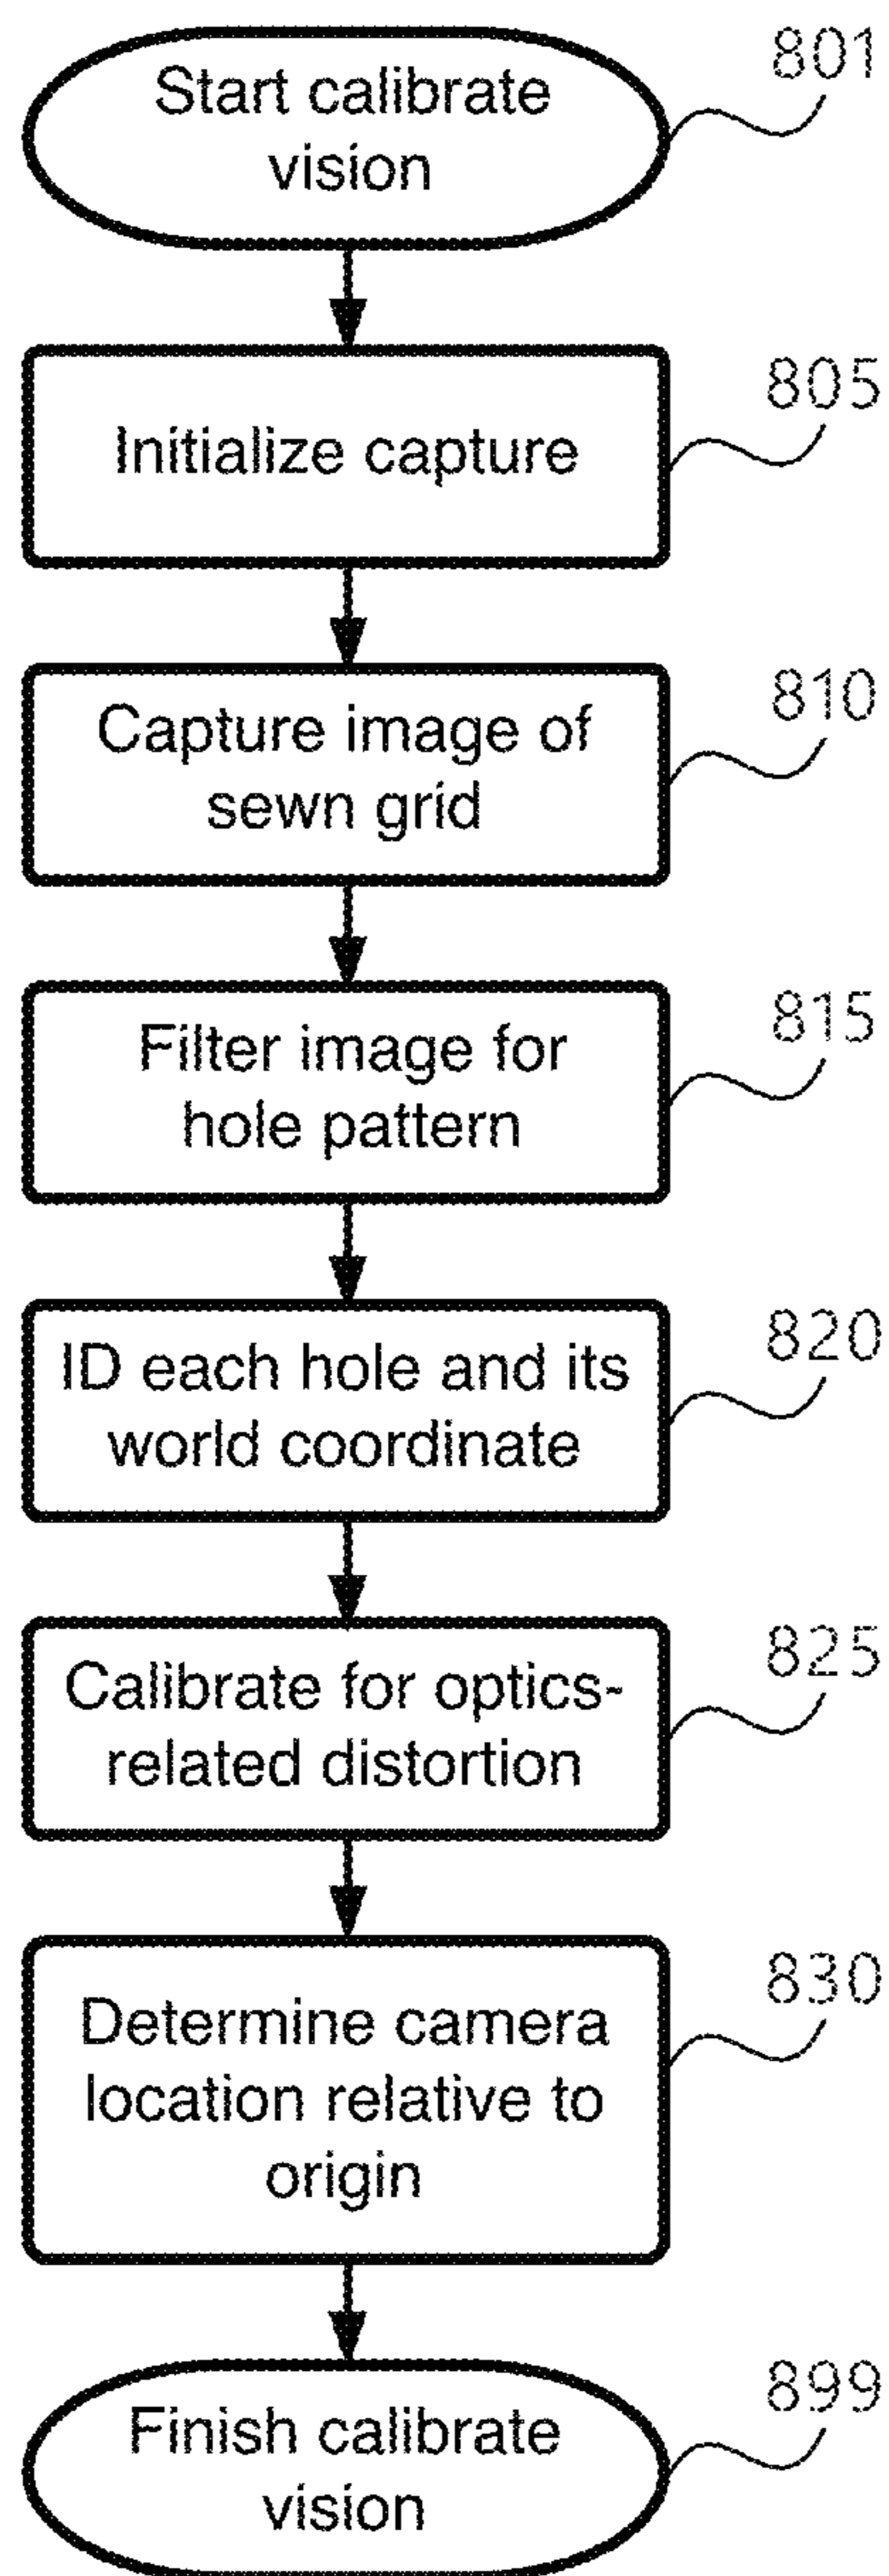 801
Start calibrate
vision
805
Initialize capture
810
Capture image of
sewn grid
815
Filter image for
hole pattern
820
ID each hole and its
world coordinate
825
Calibrate for optics-
related distortion
830
Determine camera
location relative to
origin
899
Finish calibrate
vision